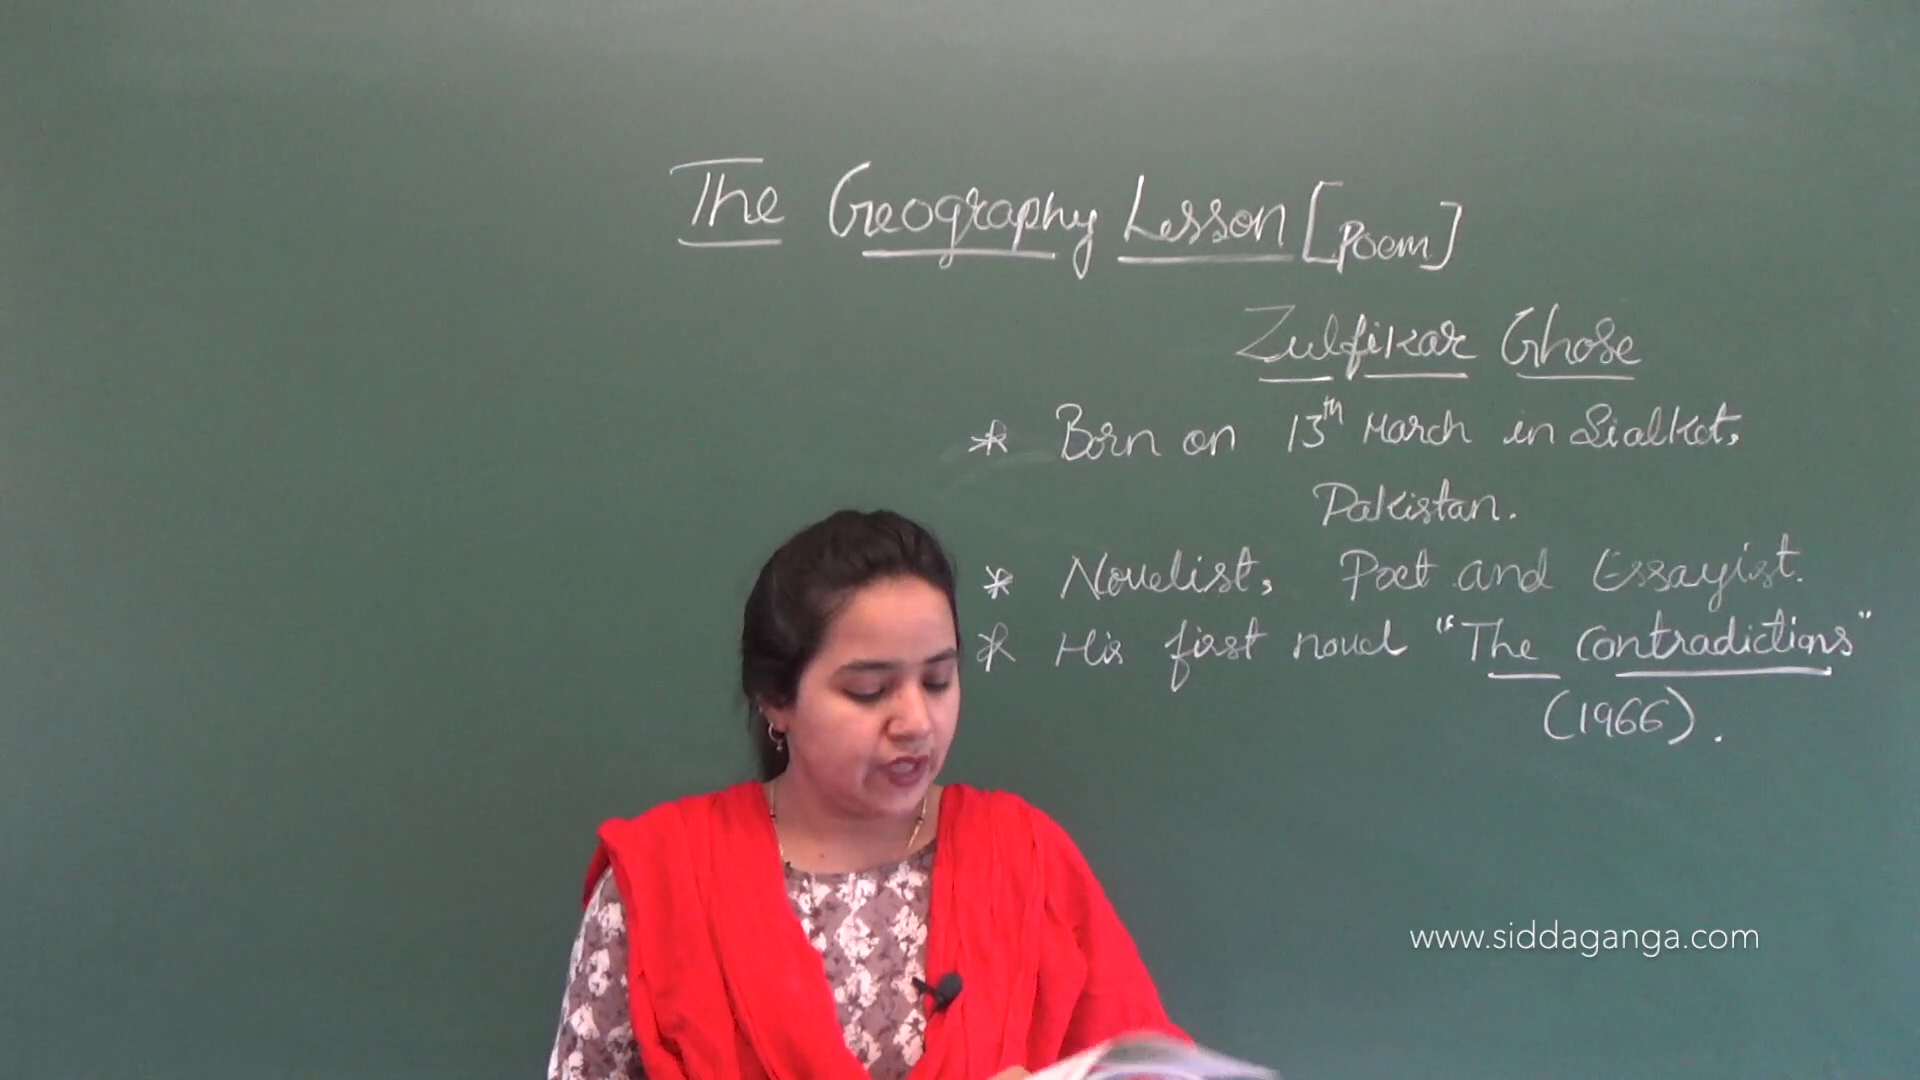 The Geography Lesson [Poem]
Zulfikar Ghose
* Born on 13th March in Sialkot,
Pakistan.
* Novelist, Poet and Essayist.
* His first novel "The Contradictions"
(1966).
www.siddaganga.com